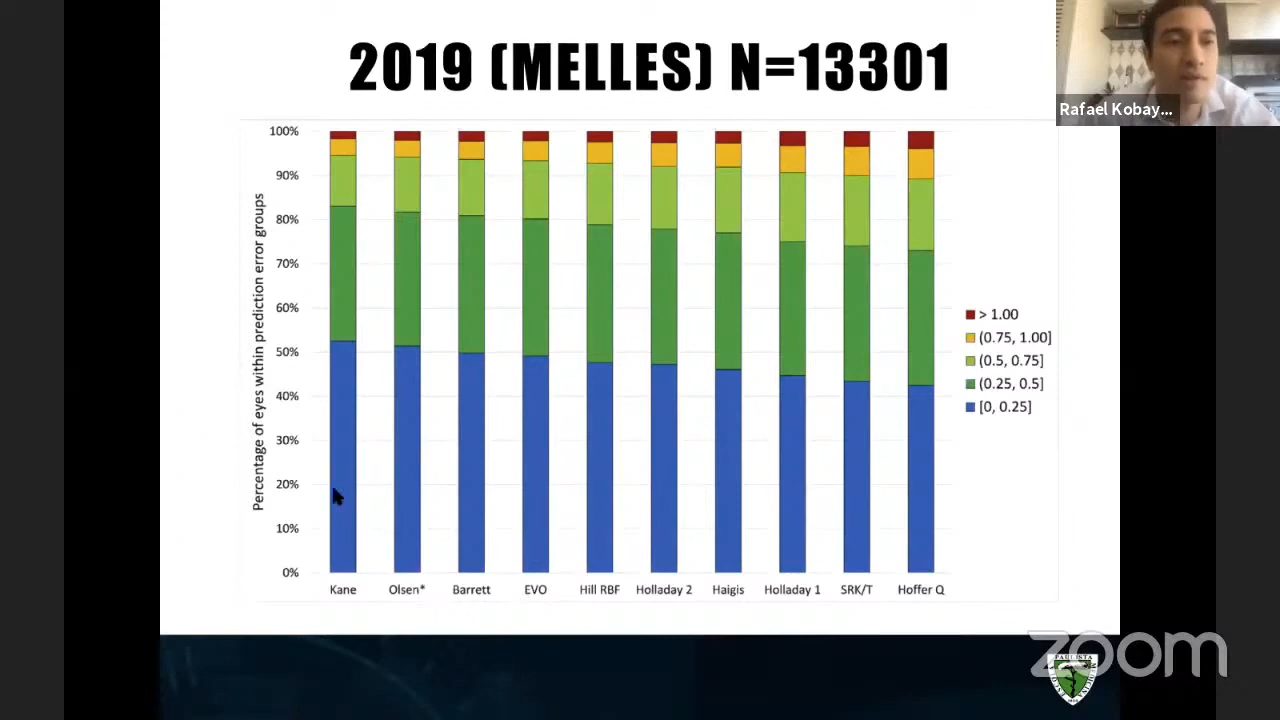 2019 (MELLES) N=13301
Rafael Kobay...
Percentage of eyes within prediction error groups
100%
90%
80%
70%
60%
50%
40%
30%
20%
10%
0%
> 1.00
(0.75, 1.00]
(0.5, 0.75]
(0.25, 0.5]
[0, 0.25]
Kane Olsen* Barrett EVO Hill RBF Holladay 2 Haigis Holladay 1 SRK/T Hoffer Q
zoom
PAULISTA